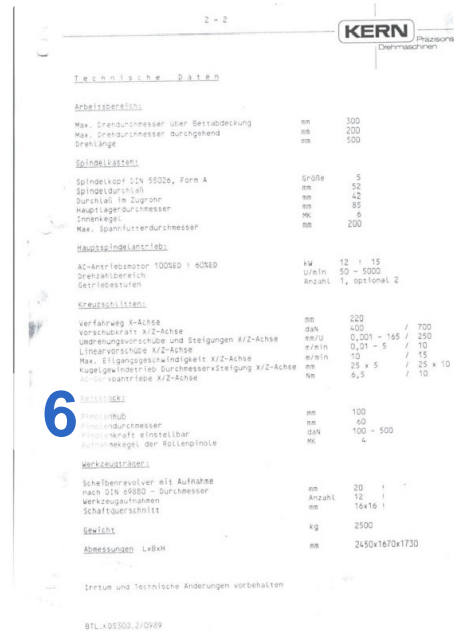 2 - 2
KERN
Präzisions
Drehmaschinen
Technische Daten
Arbeitsbereich:
Max. Drehdurchmesser über Bettabdeckung mm 300
Max. Drehdurchmesser durchgehend mm 200
Drehlänge mm 500
Spindelkasten:
Spindelkopf DIN 55026, Form A Größe 5
Spindeldurchlaß mm 52
Durchlaß im Zugrohr mm 42
Hauptlagerdurchmesser mm 85
Innenkegel MK 6
Max. Spannfutterdurchmesser mm 200
Hauptspindelantrieb:
AC-Antriebsmotor 100%ED ! 60%ED kW 12 ! 15
Drehzahlbereich U/min 50 - 5000
Getriebestufen Anzahl 1, optional 2
Kreuzschlitten:
Verfahrweg X-Achse mm 220
Vorschubkraft X/Z-Achse daN 400 / 700
Umdrehungsvorschübe und Steigungen X/Z-Achse mm/U 0,001 - 165 / 250
Linearvorschübe X/Z-Achse m/min 0,01 - 5 / 10
Max. Eilgangsgeschwindigkeit X/Z-Achse m/min 10 / 15
Kugelgewindetrieb DurchmesserxSteigung X/Z-Achse mm 25 x 5 / 25 x 10
AC-Servoantriebe X/Z-Achse Nm 6,5 / 10
6
Reitstock:
Pinolenhub mm 100
Pinolendurchmesser mm 60
Pinolenkraft einstellbar daN 100 - 500
Aufnahmekegel der Rollenpinole MK 4
Werkzeugträger:
Scheibenrevolver mit Aufnahme
nach DIN 69880 - Durchmesser mm 20 !
Werkzeugaufnahmen Anzahl 12 !
Schaftquerschnitt mm 16x16 !
Gewicht kg 2500
Abmessungen LxBxH mm 2450x1670x1730
Irrtum und Technische Änderungen vorbehalten
BTL.KDS300.2/0989